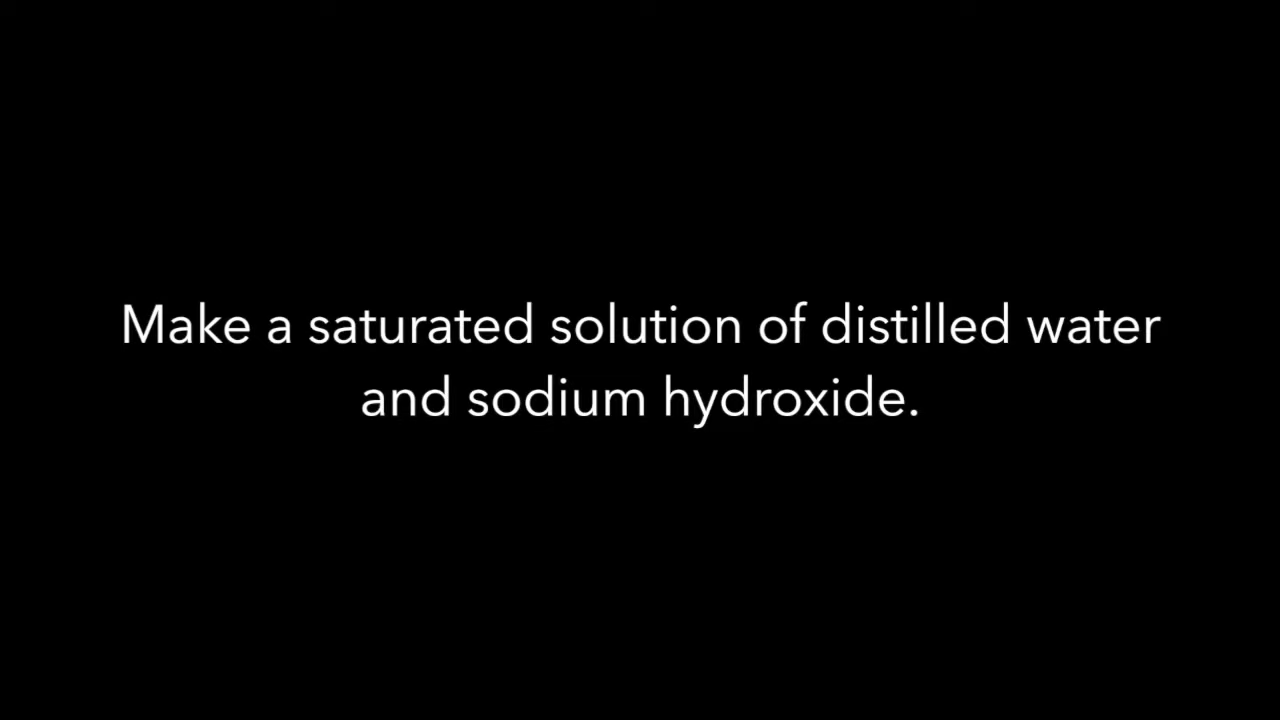 Make a saturated solution of distilled water
and sodium hydroxide.